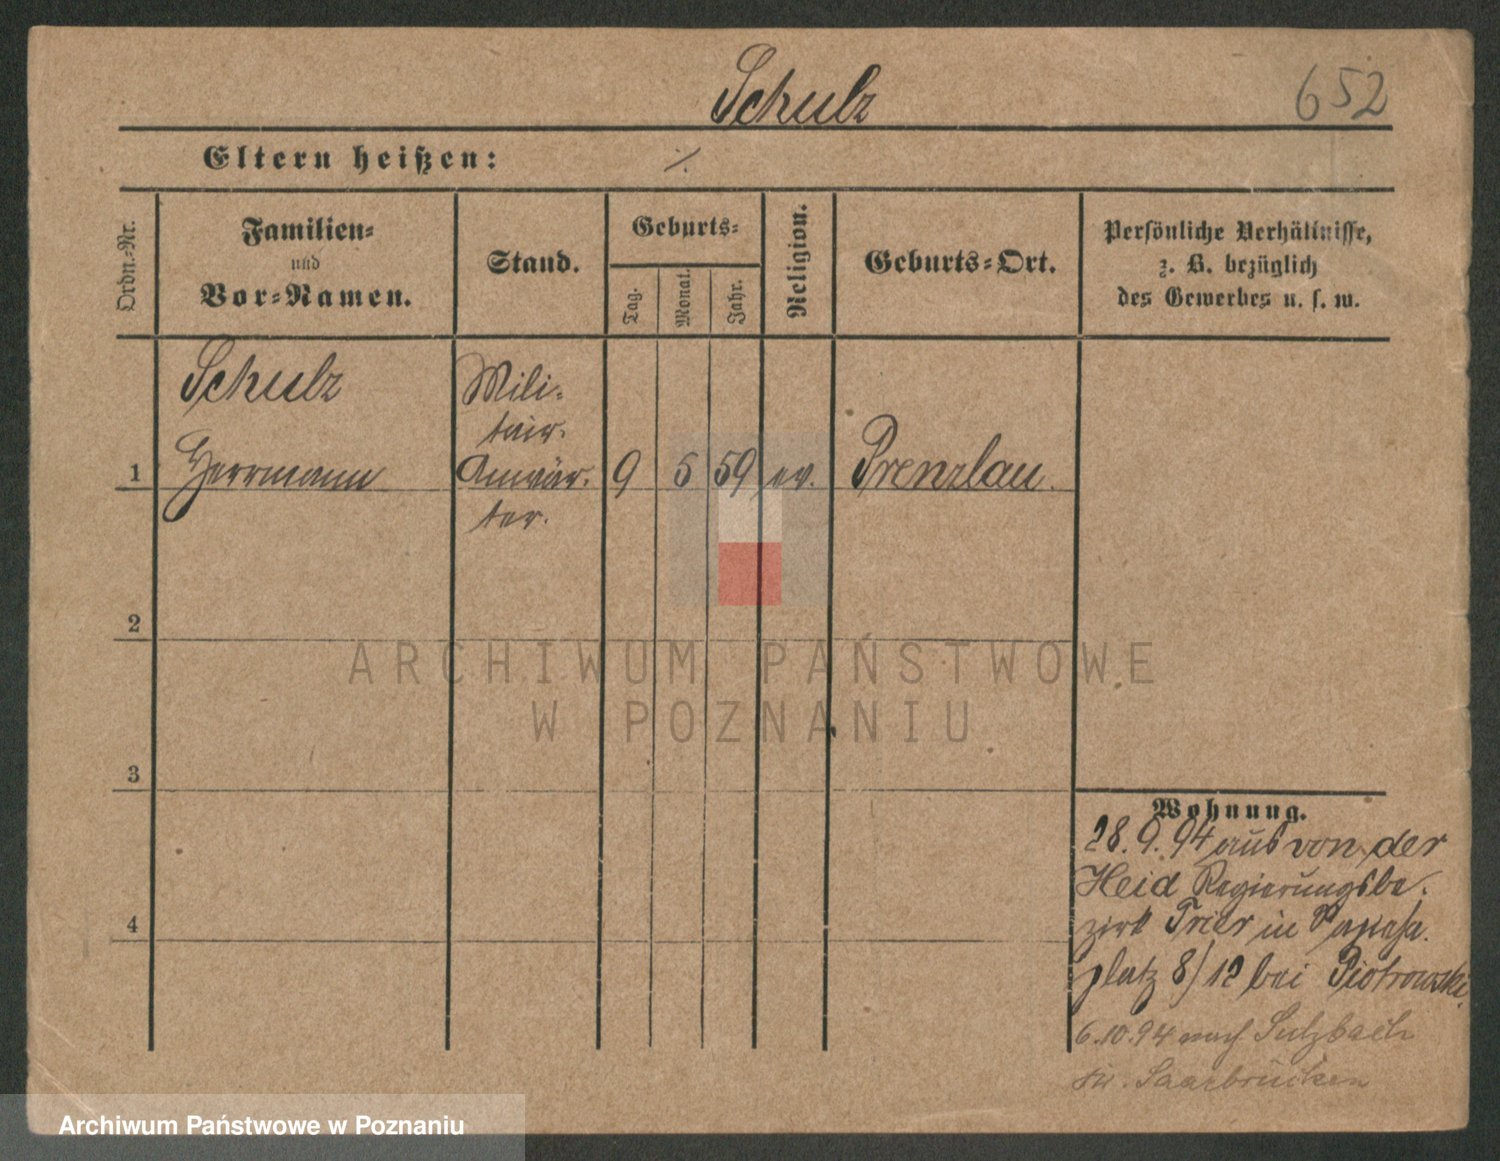 Schulz
652
Eltern heißen:
⁒
Ordn.-Nr.
Familien-
und
Vor-Namen.
Stand.
Geburts-
Tag.
Monat.
Jahr.
Religion.
Geburts-Ort.
Persönliche Verhältnisse,
z. B. bezüglich
des Gewerbes u. s. w.
Schulz
Mili-
tair-
1 Herrmann Anwär- 9 5 59 ev. Prenzlau.
ter.
2
ARCHIWUM PAŃSTWOWE
W POZNANIU
3
Wohnung.
28.9.94 aus von der
Heid Regierungsbe-
4
zirk Trier in
platz 8/12 bei Piotrowski.
6.10.94 nach Sulzbach
Saarbrücken
Archiwum Państwowe w Poznaniu